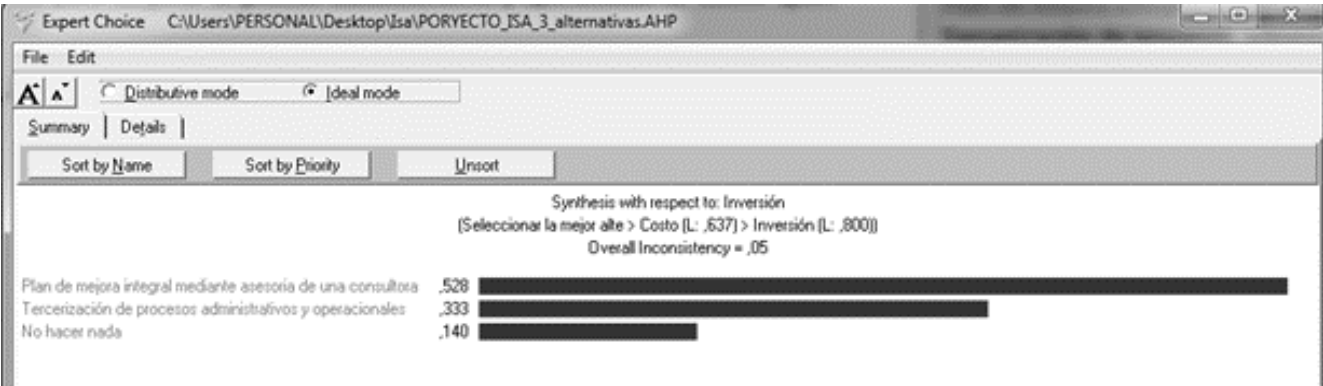 Expert Choice C:\Users\PERSONAL\Desktop\Isa\PORYECTO_ISA_3_alternativas.AHP
File Edit
A A Distributive mode Ideal mode
Summary Details
Sort by Name Sort by Priority Unsort
Synthesis with respect to: Inversión
(Seleccionar la mejor alte > Costo (L: ,637) > Inversión (L: ,800))
Overall Inconsistency = ,05
Plan de mejora integral mediante asesoria de una consultora ,528
Tercerización de procesos administrativos y operacionales ,333
No hacer nada ,140